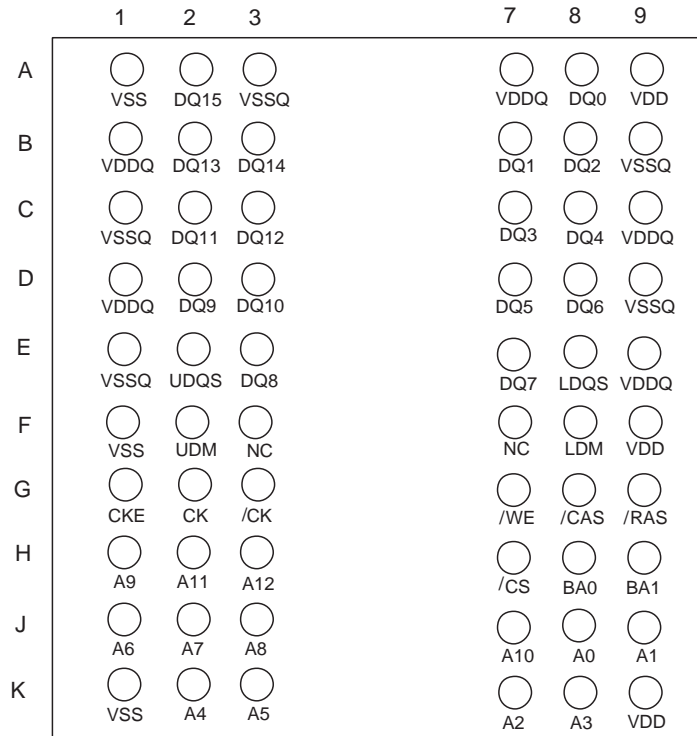 1 2 3 7 8 9
A
VSS DQ15 VSSQ VDDQ DQ0 VDD
B
VDDQ DQ13 DQ14 DQ1 DQ2 VSSQ
C
VSSQ DQ11 DQ12 DQ3 DQ4 VDDQ
D
VDDQ DQ9 DQ10 DQ5 DQ6 VSSQ
E
VSSQ UDQS DQ8 DQ7 LDQS VDDQ
F
VSS UDM NC NC LDM VDD
G
CKE CK /CK /WE /CAS /RAS
H
A9 A11 A12 /CS BA0 BA1
J
A6 A7 A8 A10 A0 A1
K
VSS A4 A5 A2 A3 VDD